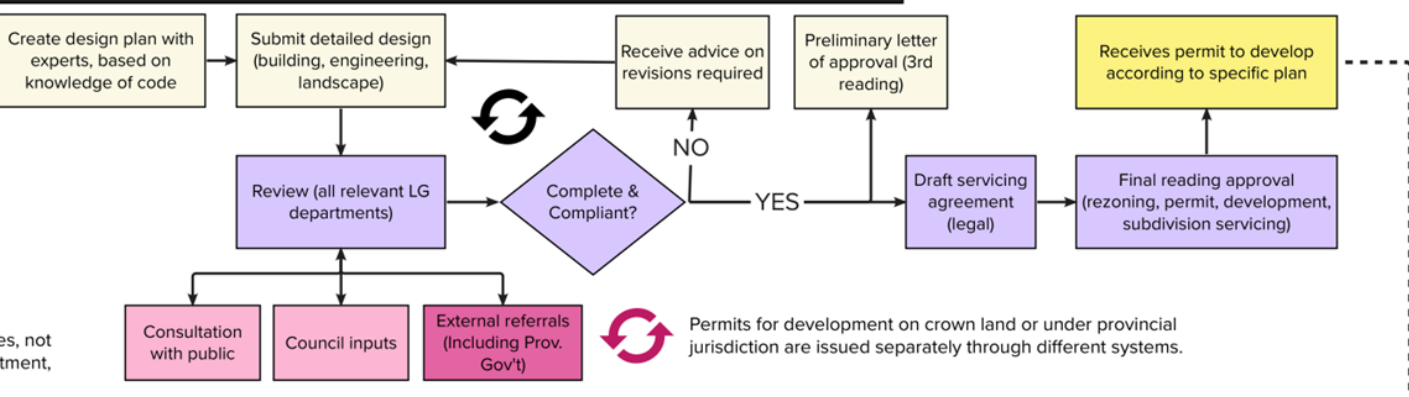 Create design plan with
experts, based on
knowledge of code
Submit detailed design
(building, engineering,
landscape)
Receive advice on
revisions required
Preliminary letter
of approval (3rd
reading)
Receives permit to develop
according to specific plan
NO
Review (all relevant LG
departments)
Complete &
Compliant?
YES
Draft servicing
agreement
(legal)
Final reading approval
(rezoning, permit, development,
subdivision servicing)
Consultation
with public
Council inputs
External referrals
(Including Prov.
Gov't)
Permits for development on crown land or under provincial
jurisdiction are issued separately through different systems.
es, not
tment,